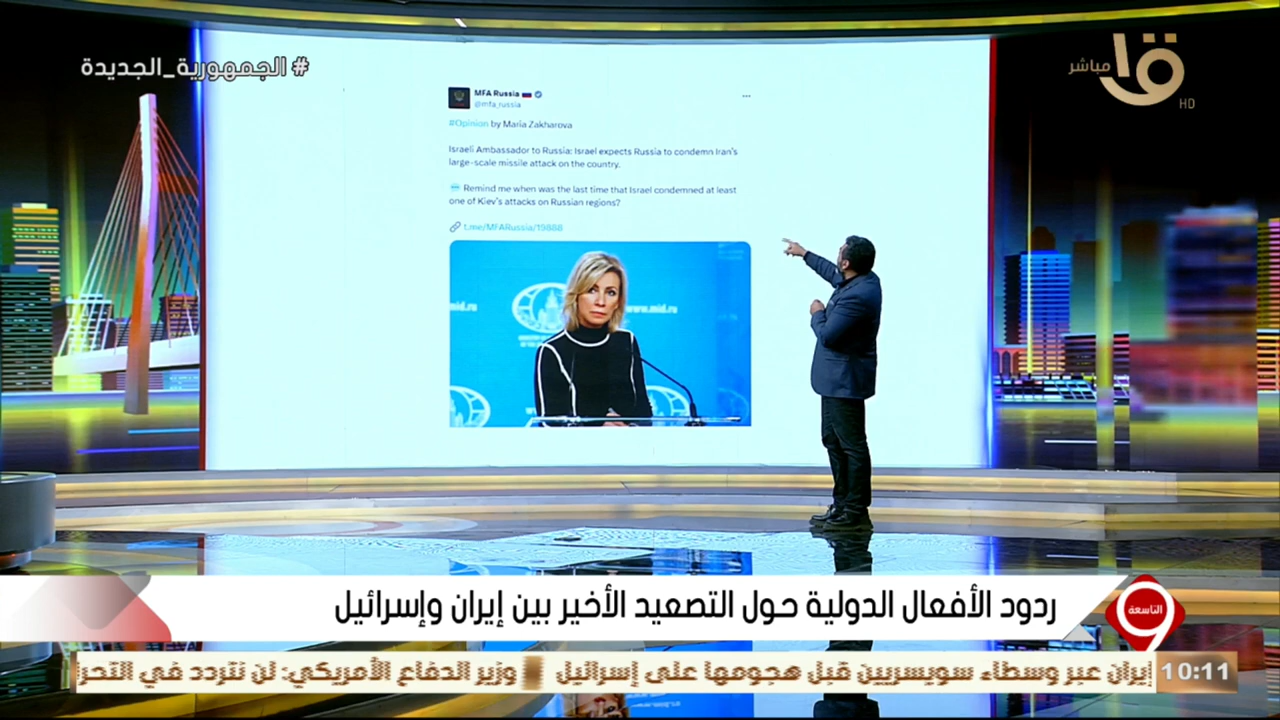 #الجمهورية_الجديدة
مباشر
HD
MFA Russia
@mfa_russia
#Opinion by Maria Zakharova
Israeli Ambassador to Russia: Israel expects Russia to condemn Iran's
large-scale missile attack on the country.
Remind me when was the last time that Israel condemned at least
one of Kiev's attacks on Russian regions?
t.me/MFARussia/19888
nid.ru
www.mid.ru
ردود الأفعال الدولية حول التصعيد الأخير بين إيران وإسرائيل
التاسعة
9
10:11
إيران عبر وسطاء سويسريين قبل هجومها على إسرائيل
وزير الدفاع الأمريكي: لن نتردد في التحر